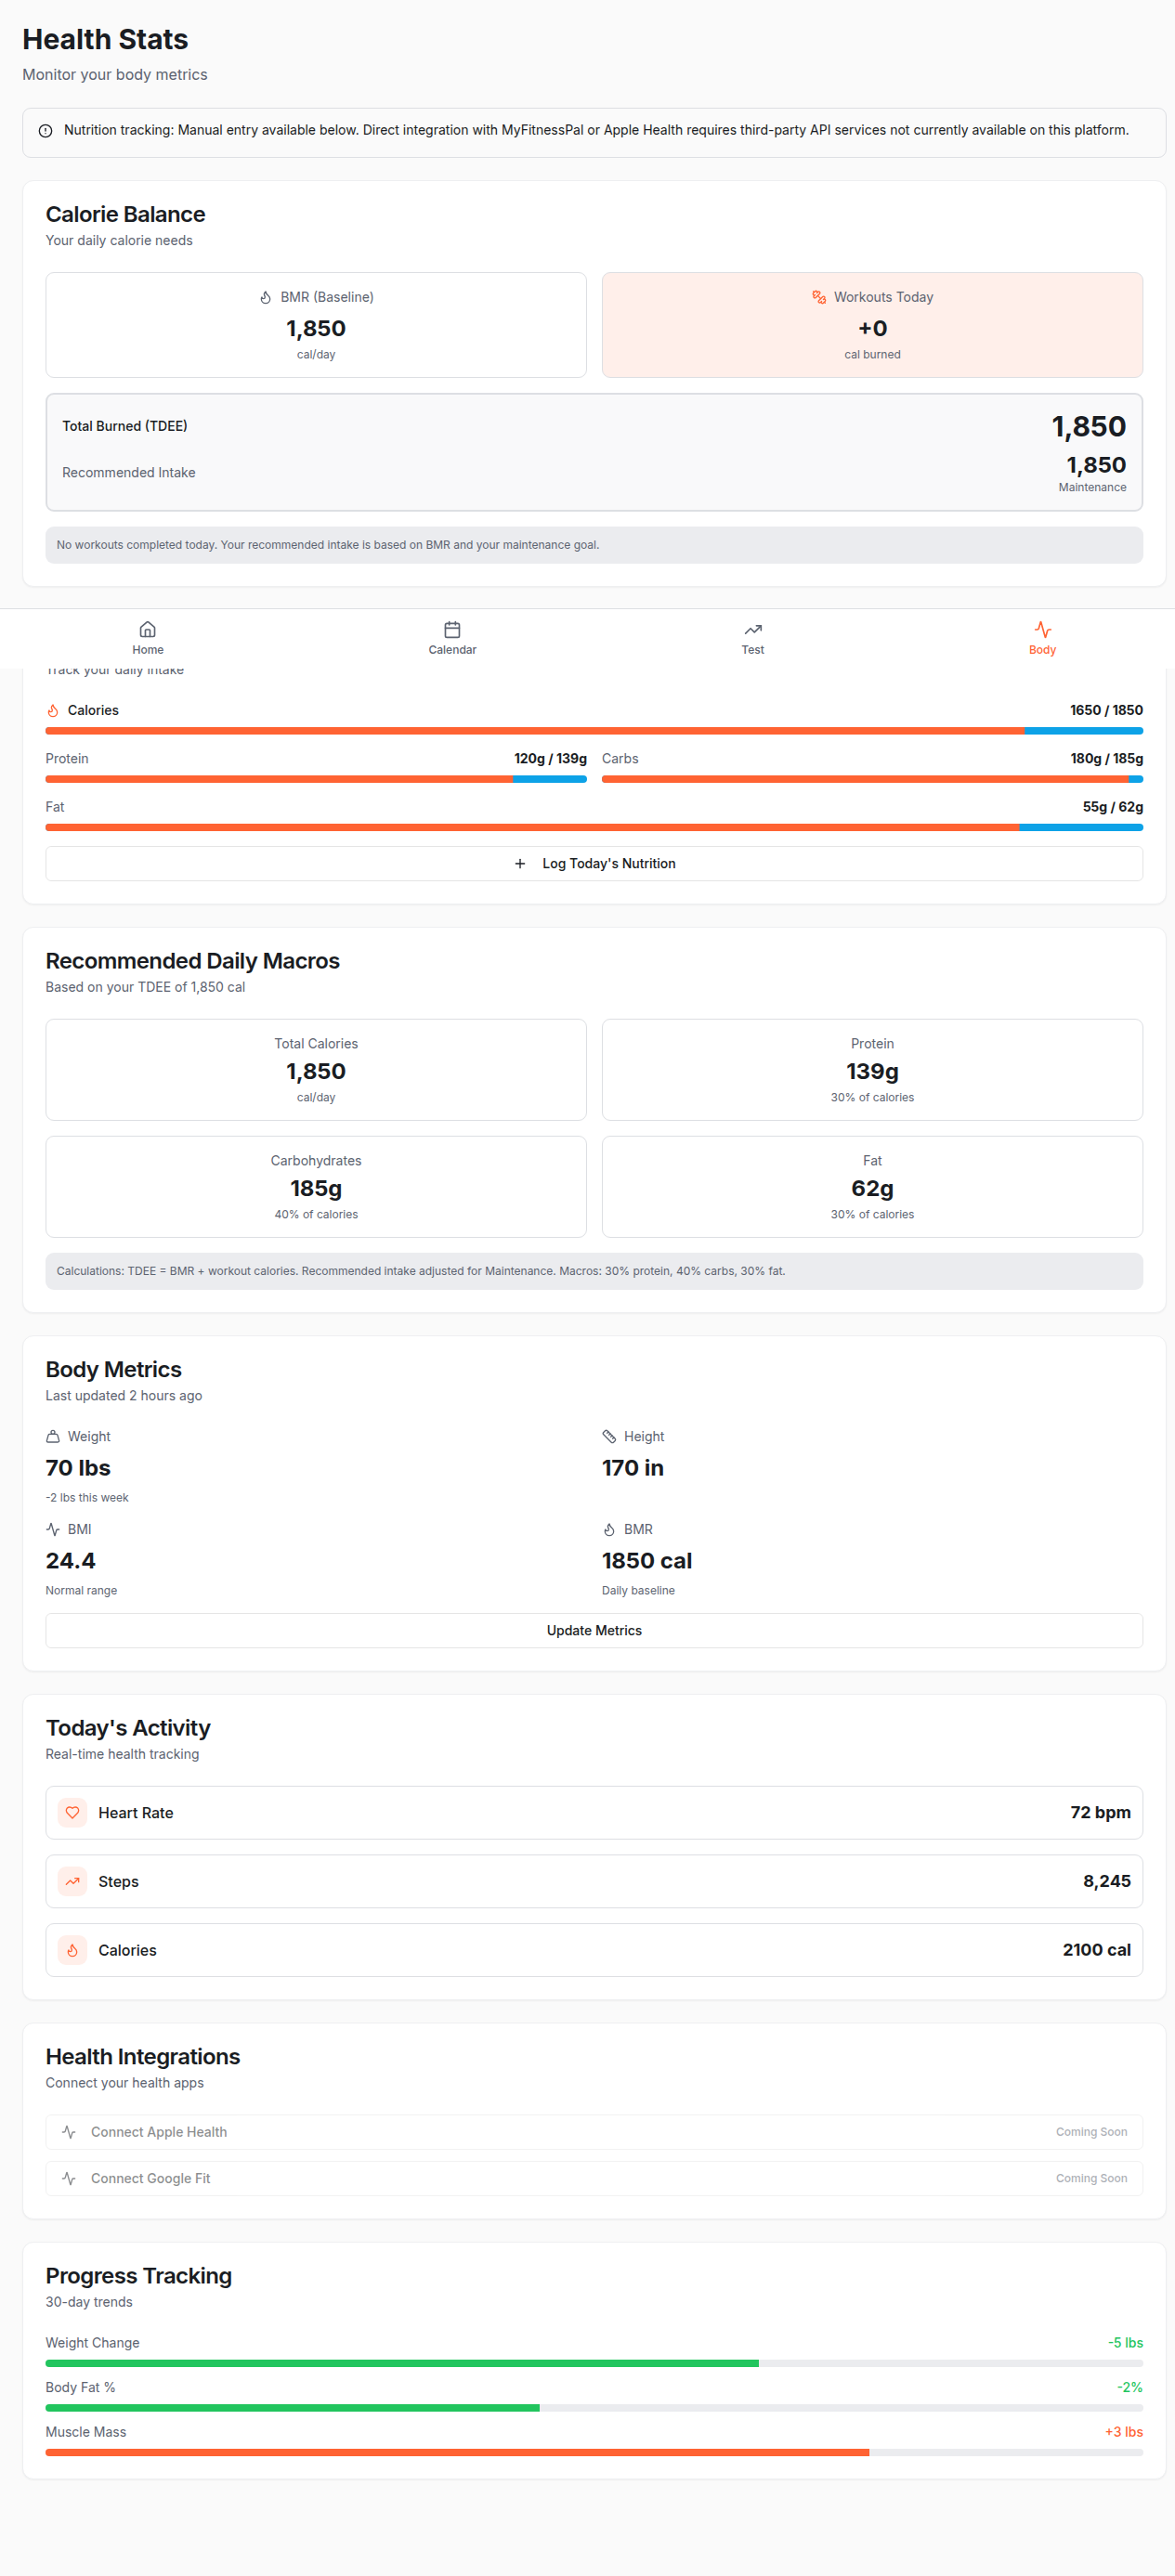 Health Stats
Monitor your body metrics
Nutrition tracking: Manual entry available below. Direct integration with MyFitnessPal or Apple Health requires third-party API services not currently available on this platform.
Calorie Balance
Your daily calorie needs
BMR (Baseline)
1,850
cal/day
Workouts Today
+0
cal burned
Total Burned (TDEE)
1,850
Recommended Intake
1,850
Maintenance
No workouts completed today. Your recommended intake is based on BMR and your maintenance goal.
Home
Calendar
Test
Body
Track your daily intake
Calories
1650 / 1850
Protein
120g / 139g
Carbs
180g / 185g
Fat
55g / 62g
Log Today's Nutrition
Recommended Daily Macros
Based on your TDEE of 1,850 cal
Total Calories
1,850
cal/day
Protein
139g
30% of calories
Carbohydrates
185g
40% of calories
Fat
62g
30% of calories
Calculations: TDEE = BMR + workout calories. Recommended intake adjusted for Maintenance. Macros: 30% protein, 40% carbs, 30% fat.
Body Metrics
Last updated 2 hours ago
Weight
70 lbs
-2 lbs this week
Height
170 in
BMI
24.4
Normal range
BMR
1850 cal
Daily baseline
Update Metrics
Today's Activity
Real-time health tracking
Heart Rate
72 bpm
Steps
8,245
Calories
2100 cal
Health Integrations
Connect your health apps
Connect Apple Health
Coming Soon
Connect Google Fit
Coming Soon
Progress Tracking
30-day trends
Weight Change
-5 lbs
Body Fat %
-2%
Muscle Mass
+3 lbs